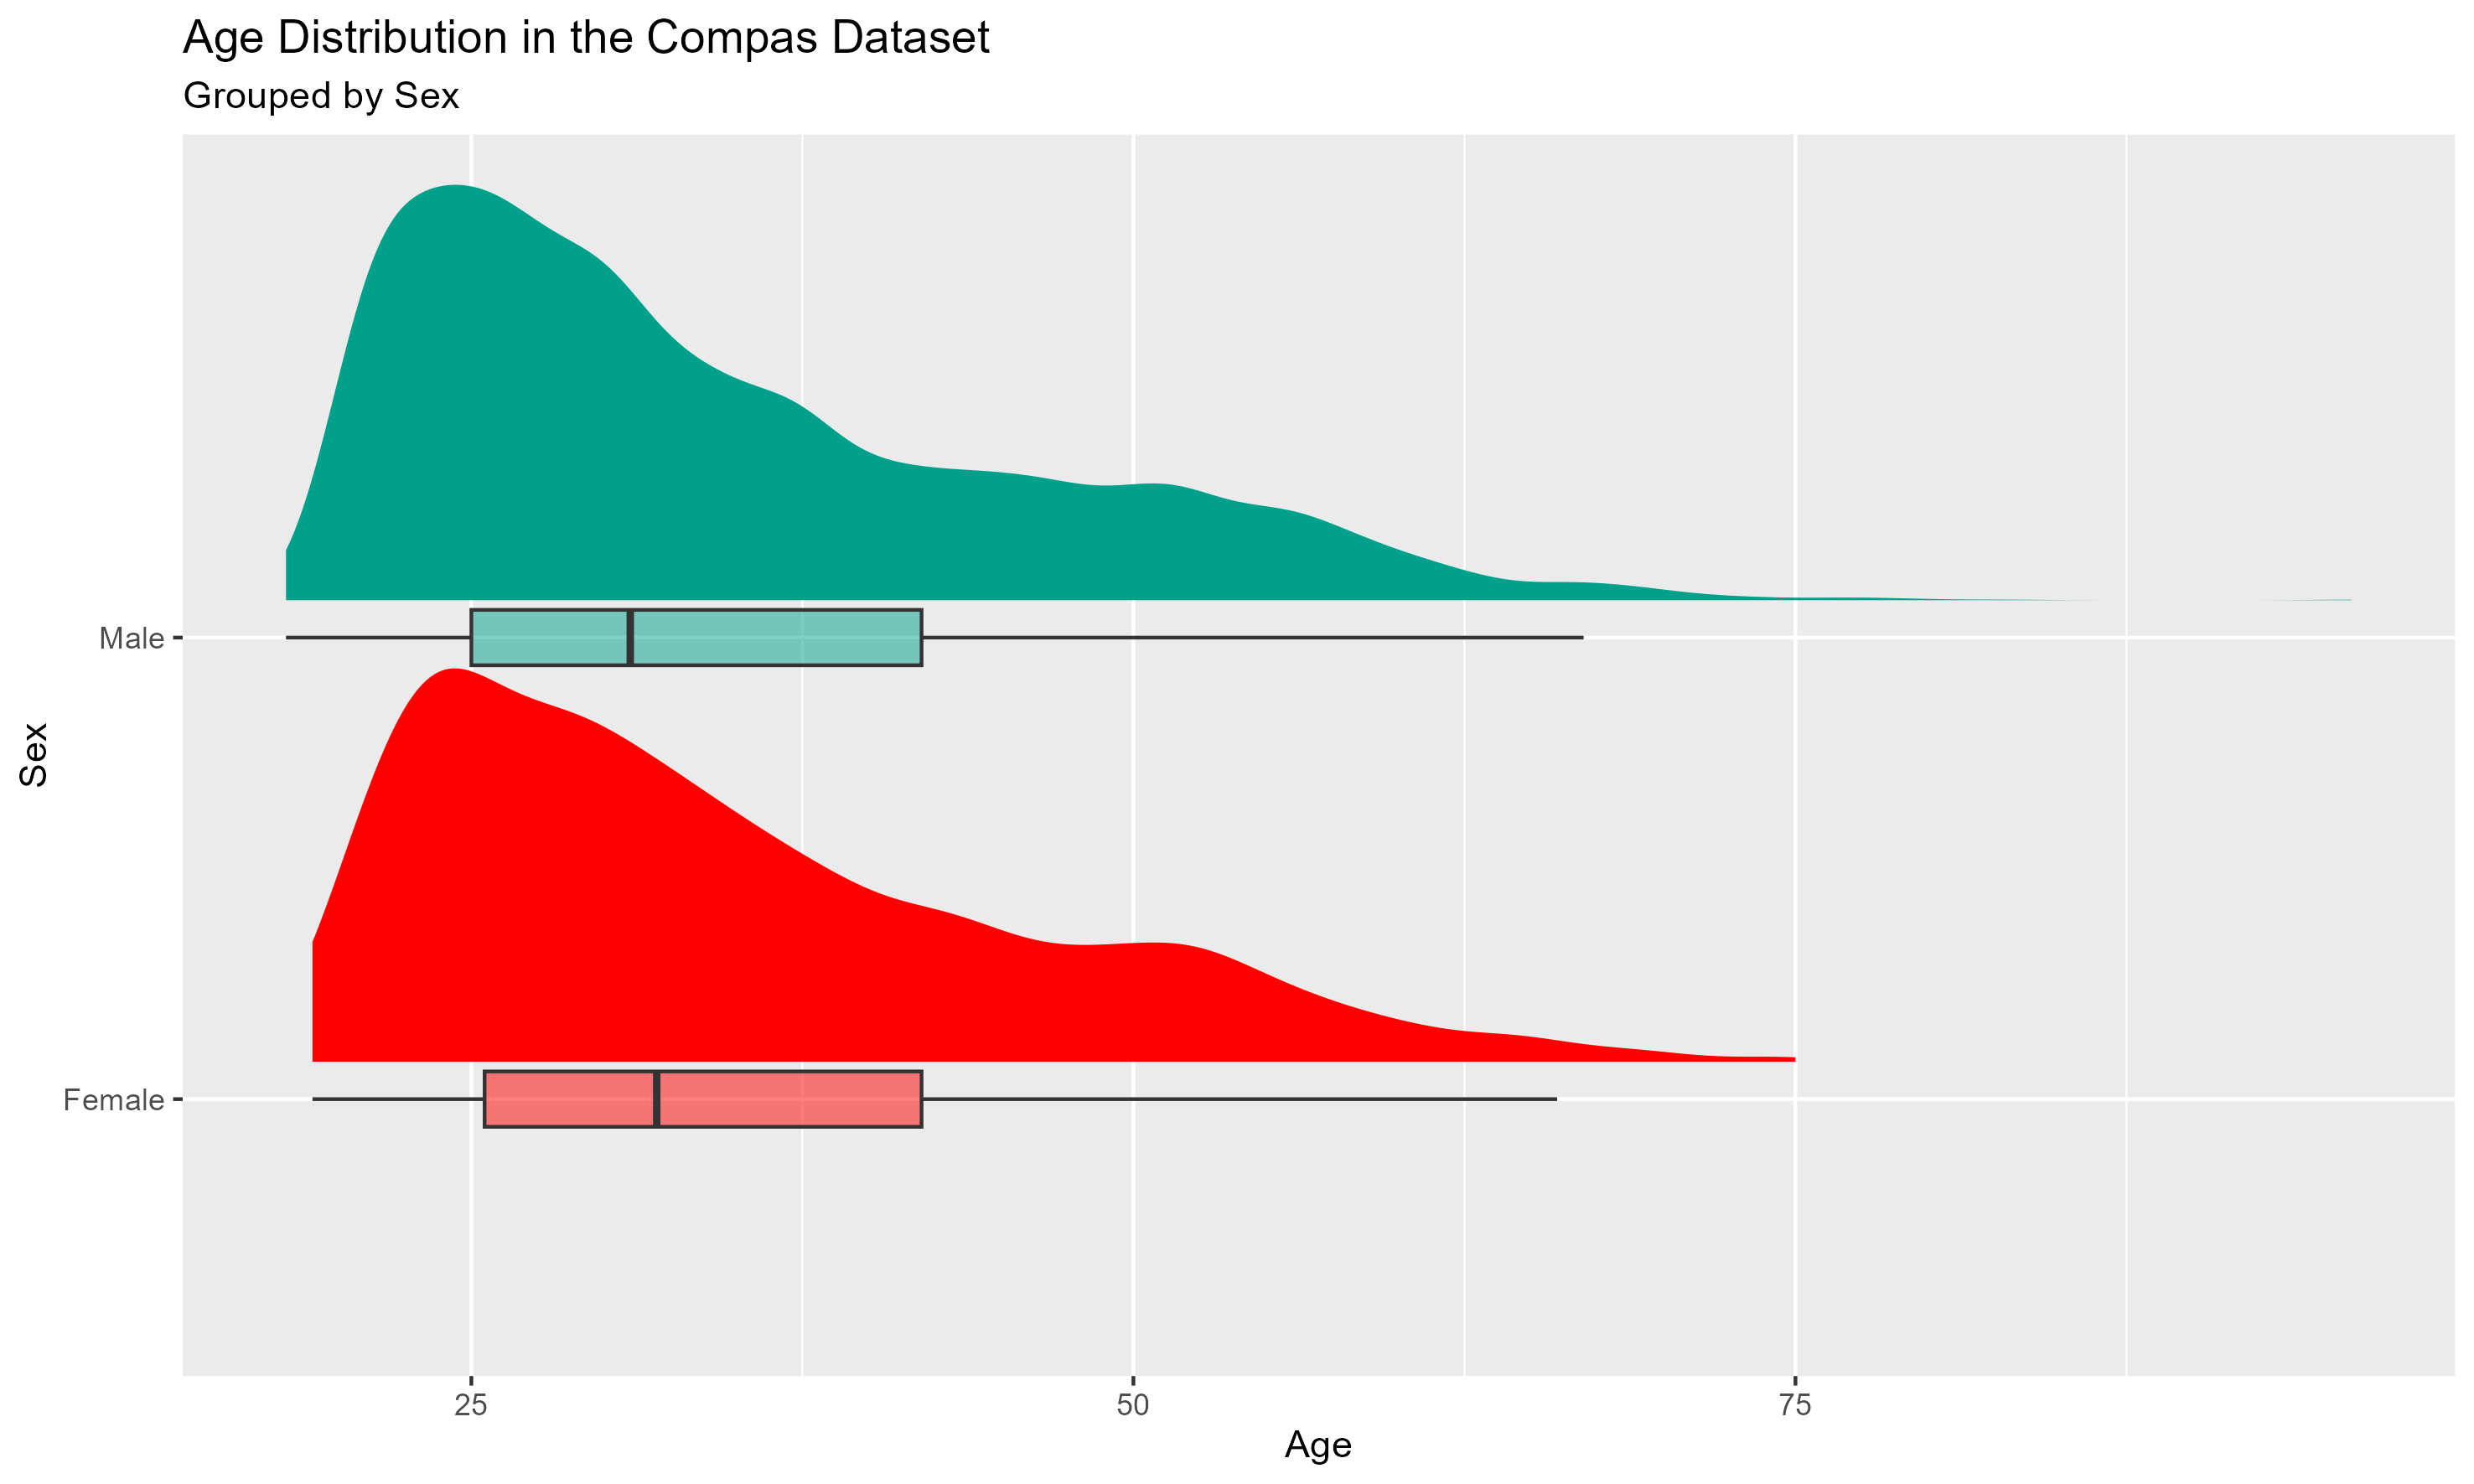 Age Distribution in the Compas Dataset
Grouped by Sex
Male
Sex
Female
25
50
75
Age